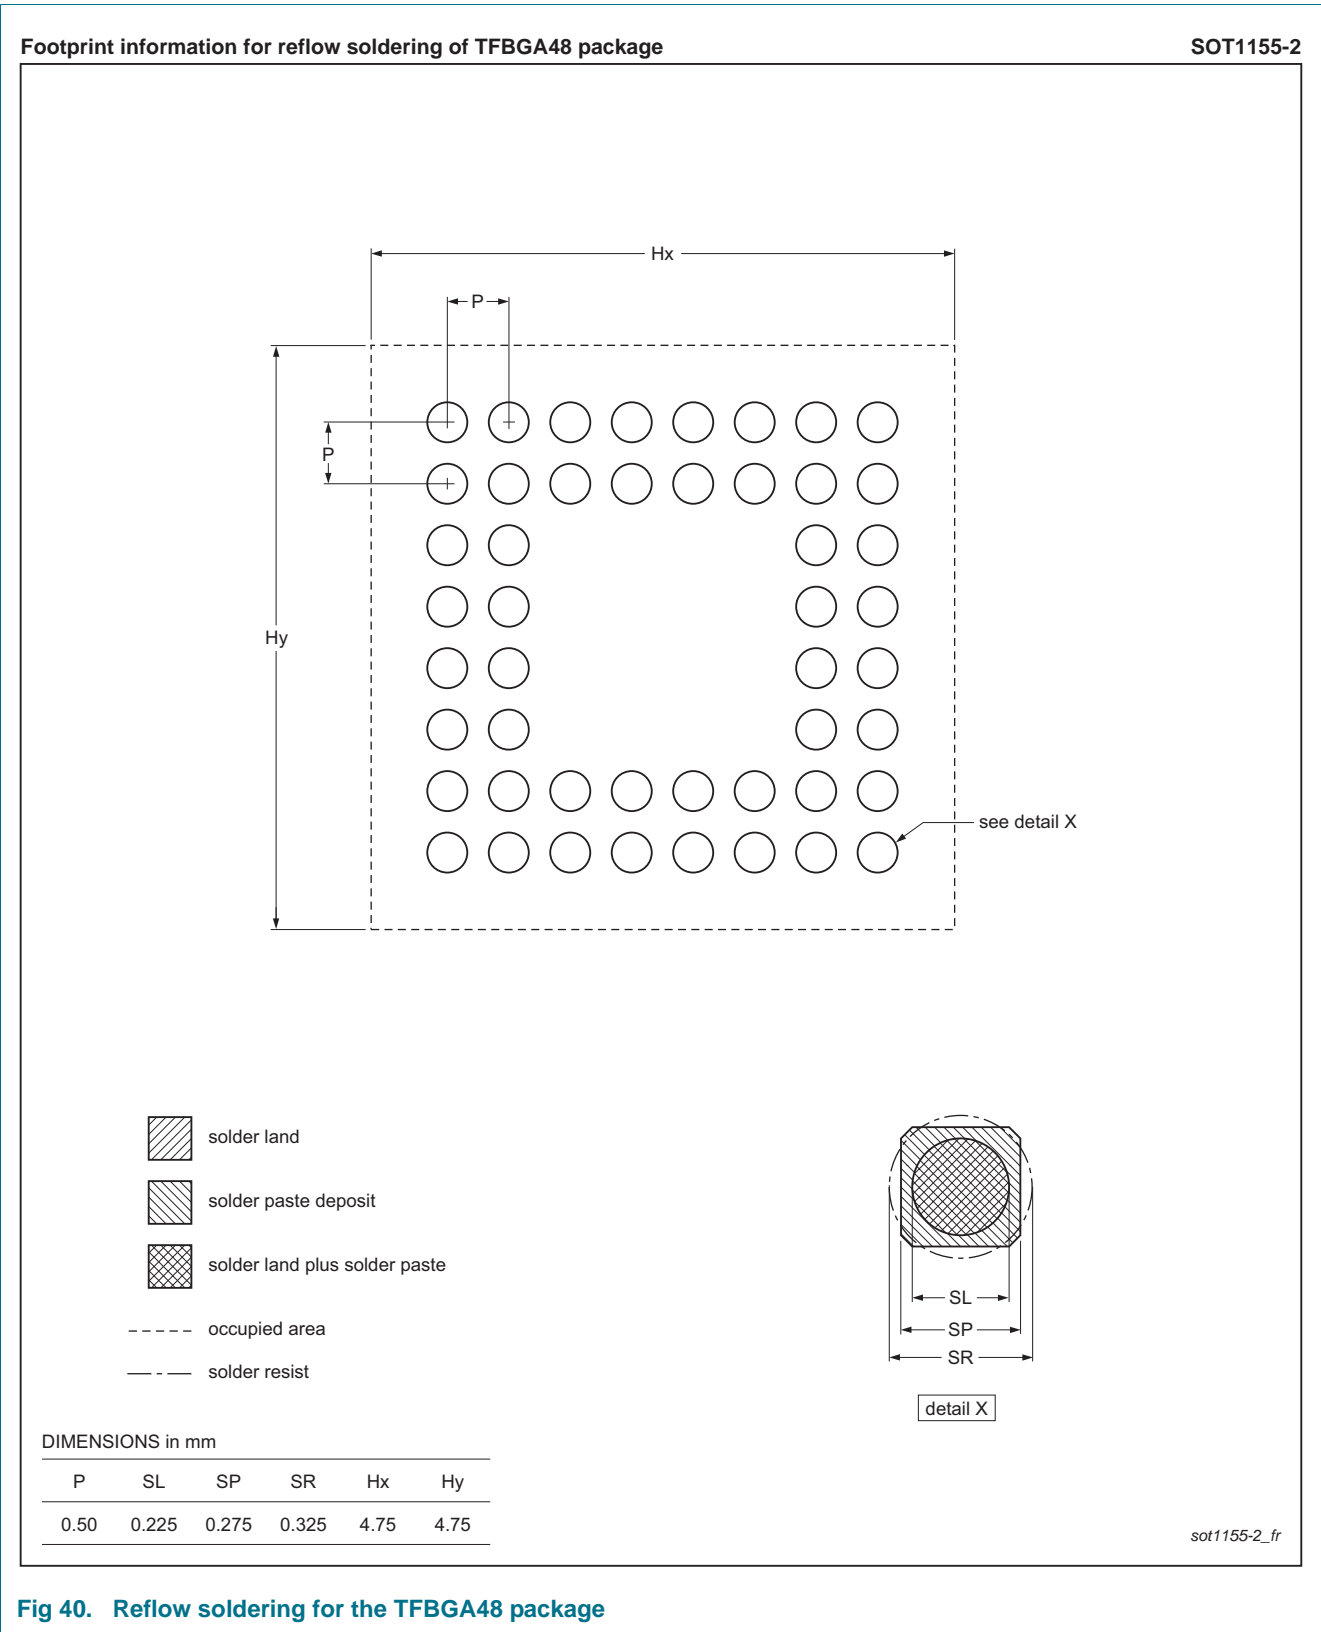 Footprint information for reflow soldering of TFBGA48 package SOT1155-2
Hx
P
P
Hy
see detail X
solder land
solder paste deposit
solder land plus solder paste
occupied area
solder resist
SL
SP
SR
detail X
DIMENSIONS in mm
P SL SP SR Hx Hy
0.50 0.225 0.275 0.325 4.75 4.75
sot1155-2_fr
Fig 40. Reflow soldering for the TFBGA48 package